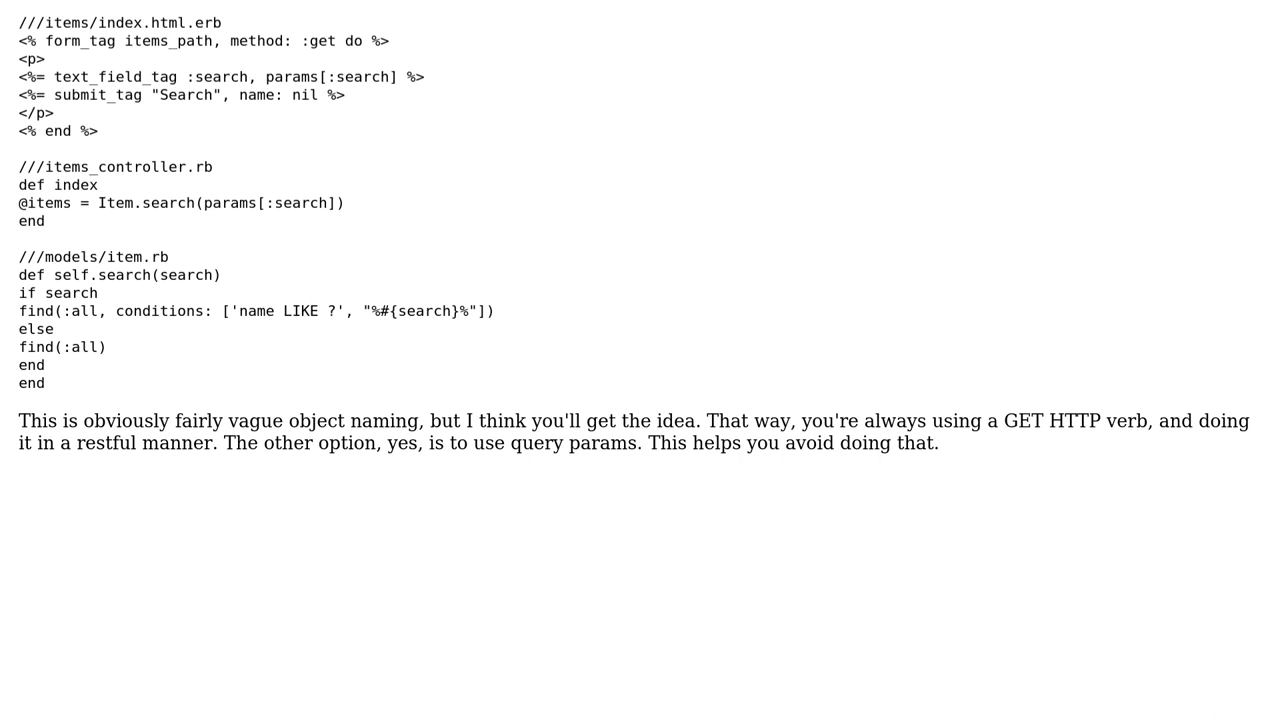 ///items/index.html.erb
<% form_tag items_path, method: :get do %>
<p>
<%= text_field_tag :search, params[:search] %>
<%= submit_tag "Search", name: nil %>
</p>
<% end %>

///items_controller.rb
def index
@items = Item.search(params[:search])
end

///models/item.rb
def self.search(search)
if search
find(:all, conditions: ['name LIKE ?', "%#{search}%"])
else
find(:all)
end
end

This is obviously fairly vague object naming, but I think you'll get the idea. That way, you're always using a GET HTTP verb, and doing
it in a restful manner. The other option, yes, is to use query params. This helps you avoid doing that.